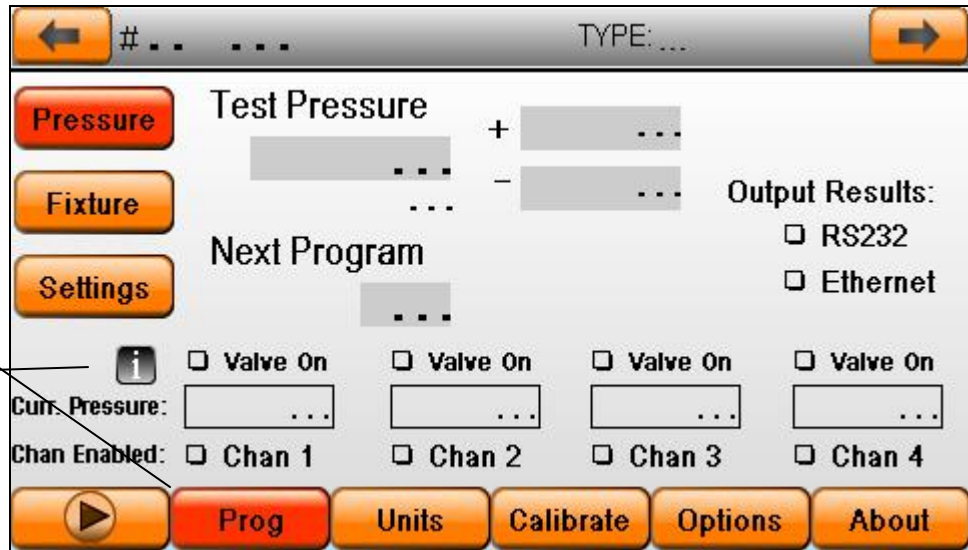 #.. ... TYPE:...
Pressure
Test Pressure
+ ...
...
- ...
...
Fixture
Output Results:
RS232
Ethernet
Next Program
...
Settings
i
Valve On Valve On Valve On Valve On
Curr. Pressure: ... ... ... ...
Chan Enabled: Chan 1 Chan 2 Chan 3 Chan 4
Prog Units Calibrate Options About